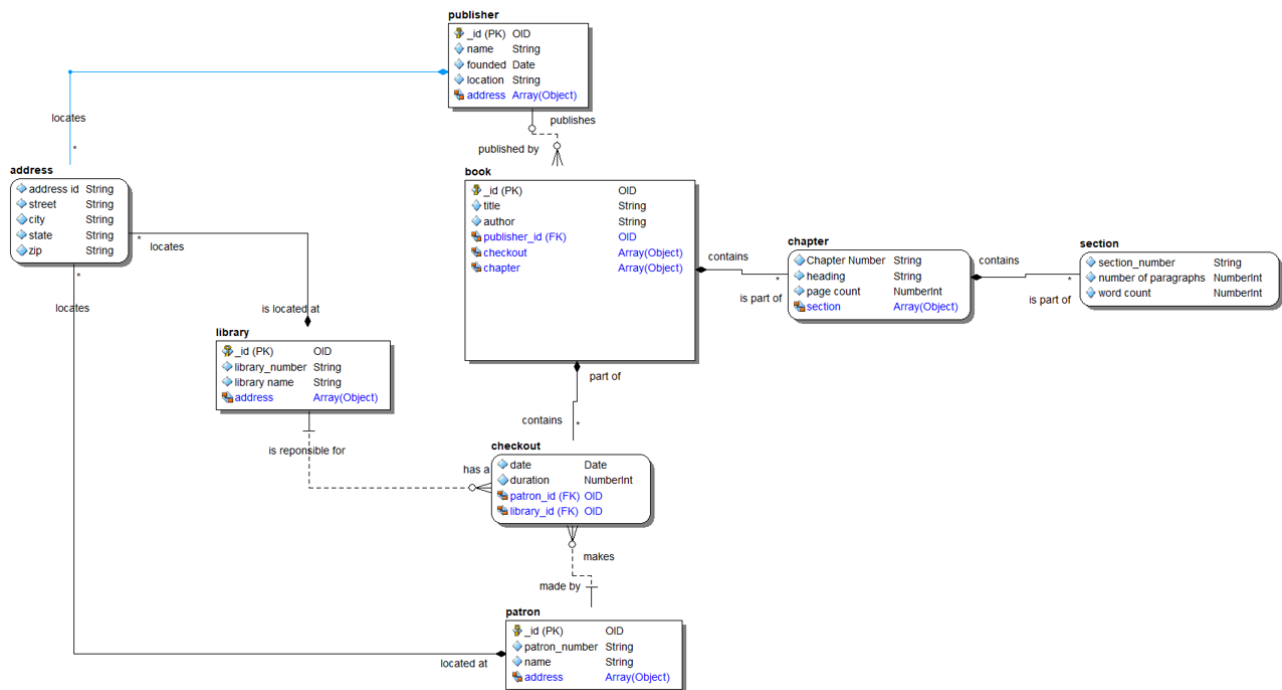 publisher
_id (PK) OID
name String
founded Date
location String
address Array(Object)
locates
*
publishes
published by
address
address id String
street String
city String
state String
zip String
*
locates
*
locates
book
_id (PK) OID
title String
author String
publisher_id (FK) OID
checkout Array(Object)
chapter Array(Object)
contains
*
is part of
chapter
Chapter Number String
heading String
page count NumberInt
section Array(Object)
contains
*
is part of
section
section_number String
number of paragraphs NumberInt
word count NumberInt
is located at
library
_id (PK) OID
library_number String
library name String
address Array(Object)
is reponsible for
part of
contains
*
has a
checkout
date Date
duration NumberInt
patron_id (FK) OID
library_id (FK) OID
makes
made by
patron
_id (PK) OID
patron_number String
name String
address Array(Object)
located at